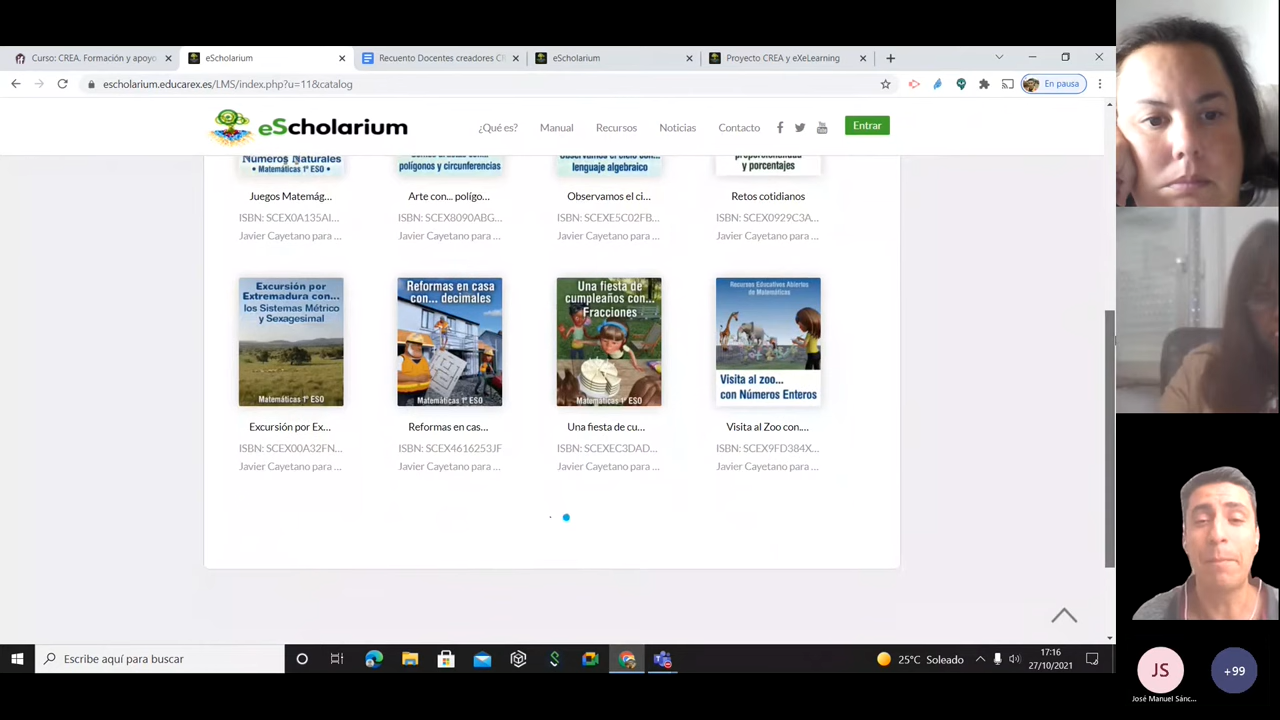 Curso: CREA. Formación y apoyo
eScholarium
Recuento Docentes creadores C
eScholarium
Proyecto CREA y eXeLearning
escholarium.educarex.es/LMS/index.php?u=11&catalog
En pausa
eScholarium
¿Qué es? Manual Recursos Noticias Contacto Entrar
Números Naturales
• Matemáticas 1º ESO •
polígonos y circunferencias
lenguaje algebraico
y porcentajes
Juegos Matemág...
Arte con... polígo...
Observamos el ci...
Retos cotidianos
ISBN: SCEX0A135AI...
ISBN: SCEX8090ABG...
ISBN: SCEXE5C02FB...
ISBN: SCEX0929C3A...
Javier Cayetano para ...
Javier Cayetano para ...
Javier Cayetano para ...
Javier Cayetano para ...
Excursión por
Extremadura con...
los Sistemas Métrico
y Sexagesimal
Matemáticas 1º ESO
Reformas en casa
con... decimales
Matemáticas 1º ESO
Una fiesta de
cumpleaños con...
Fracciones
Matemáticas 1º ESO
Recursos Educativos Abiertos
de Matemáticas
Visita al zoo...
con Números Enteros
Excursión por Ex...
Reformas en cas...
Una fiesta de cu...
Visita al Zoo con....
ISBN: SCEX00A32FN...
ISBN: SCEX4616253JF
ISBN: SCEXEC3DAD...
ISBN: SCEX9FD384X...
Javier Cayetano para ...
Javier Cayetano para ...
Javier Cayetano para ...
Javier Cayetano para ...
Escribe aquí para buscar
25°C Soleado
17:16
27/10/2021
JS
José Manuel Sánc...
+99